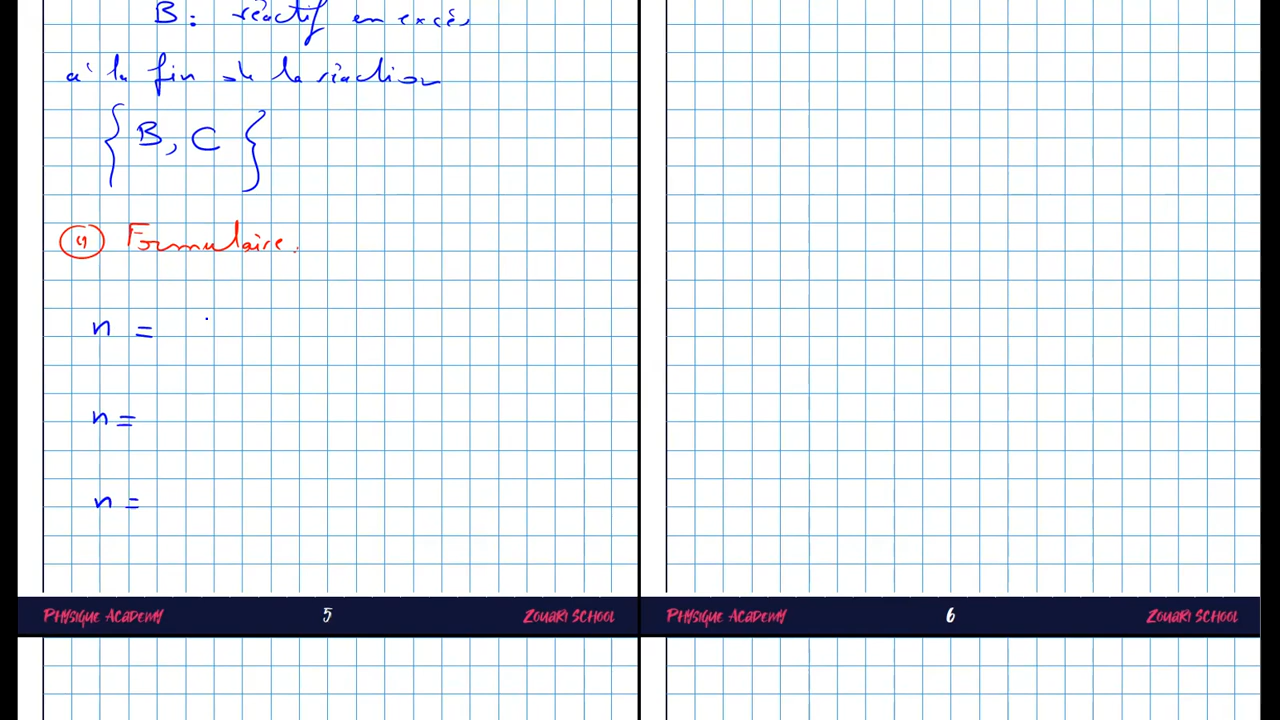 B : réactif en excés
a' la fin de la réaction
{ B, C }
4 Formulaire.
n =
n =
n =
PHYSIQUE ACADEMY 5 ZOUARI SCHOOL
PHYSIQUE ACADEMY 6 ZOUARI SCHOOL